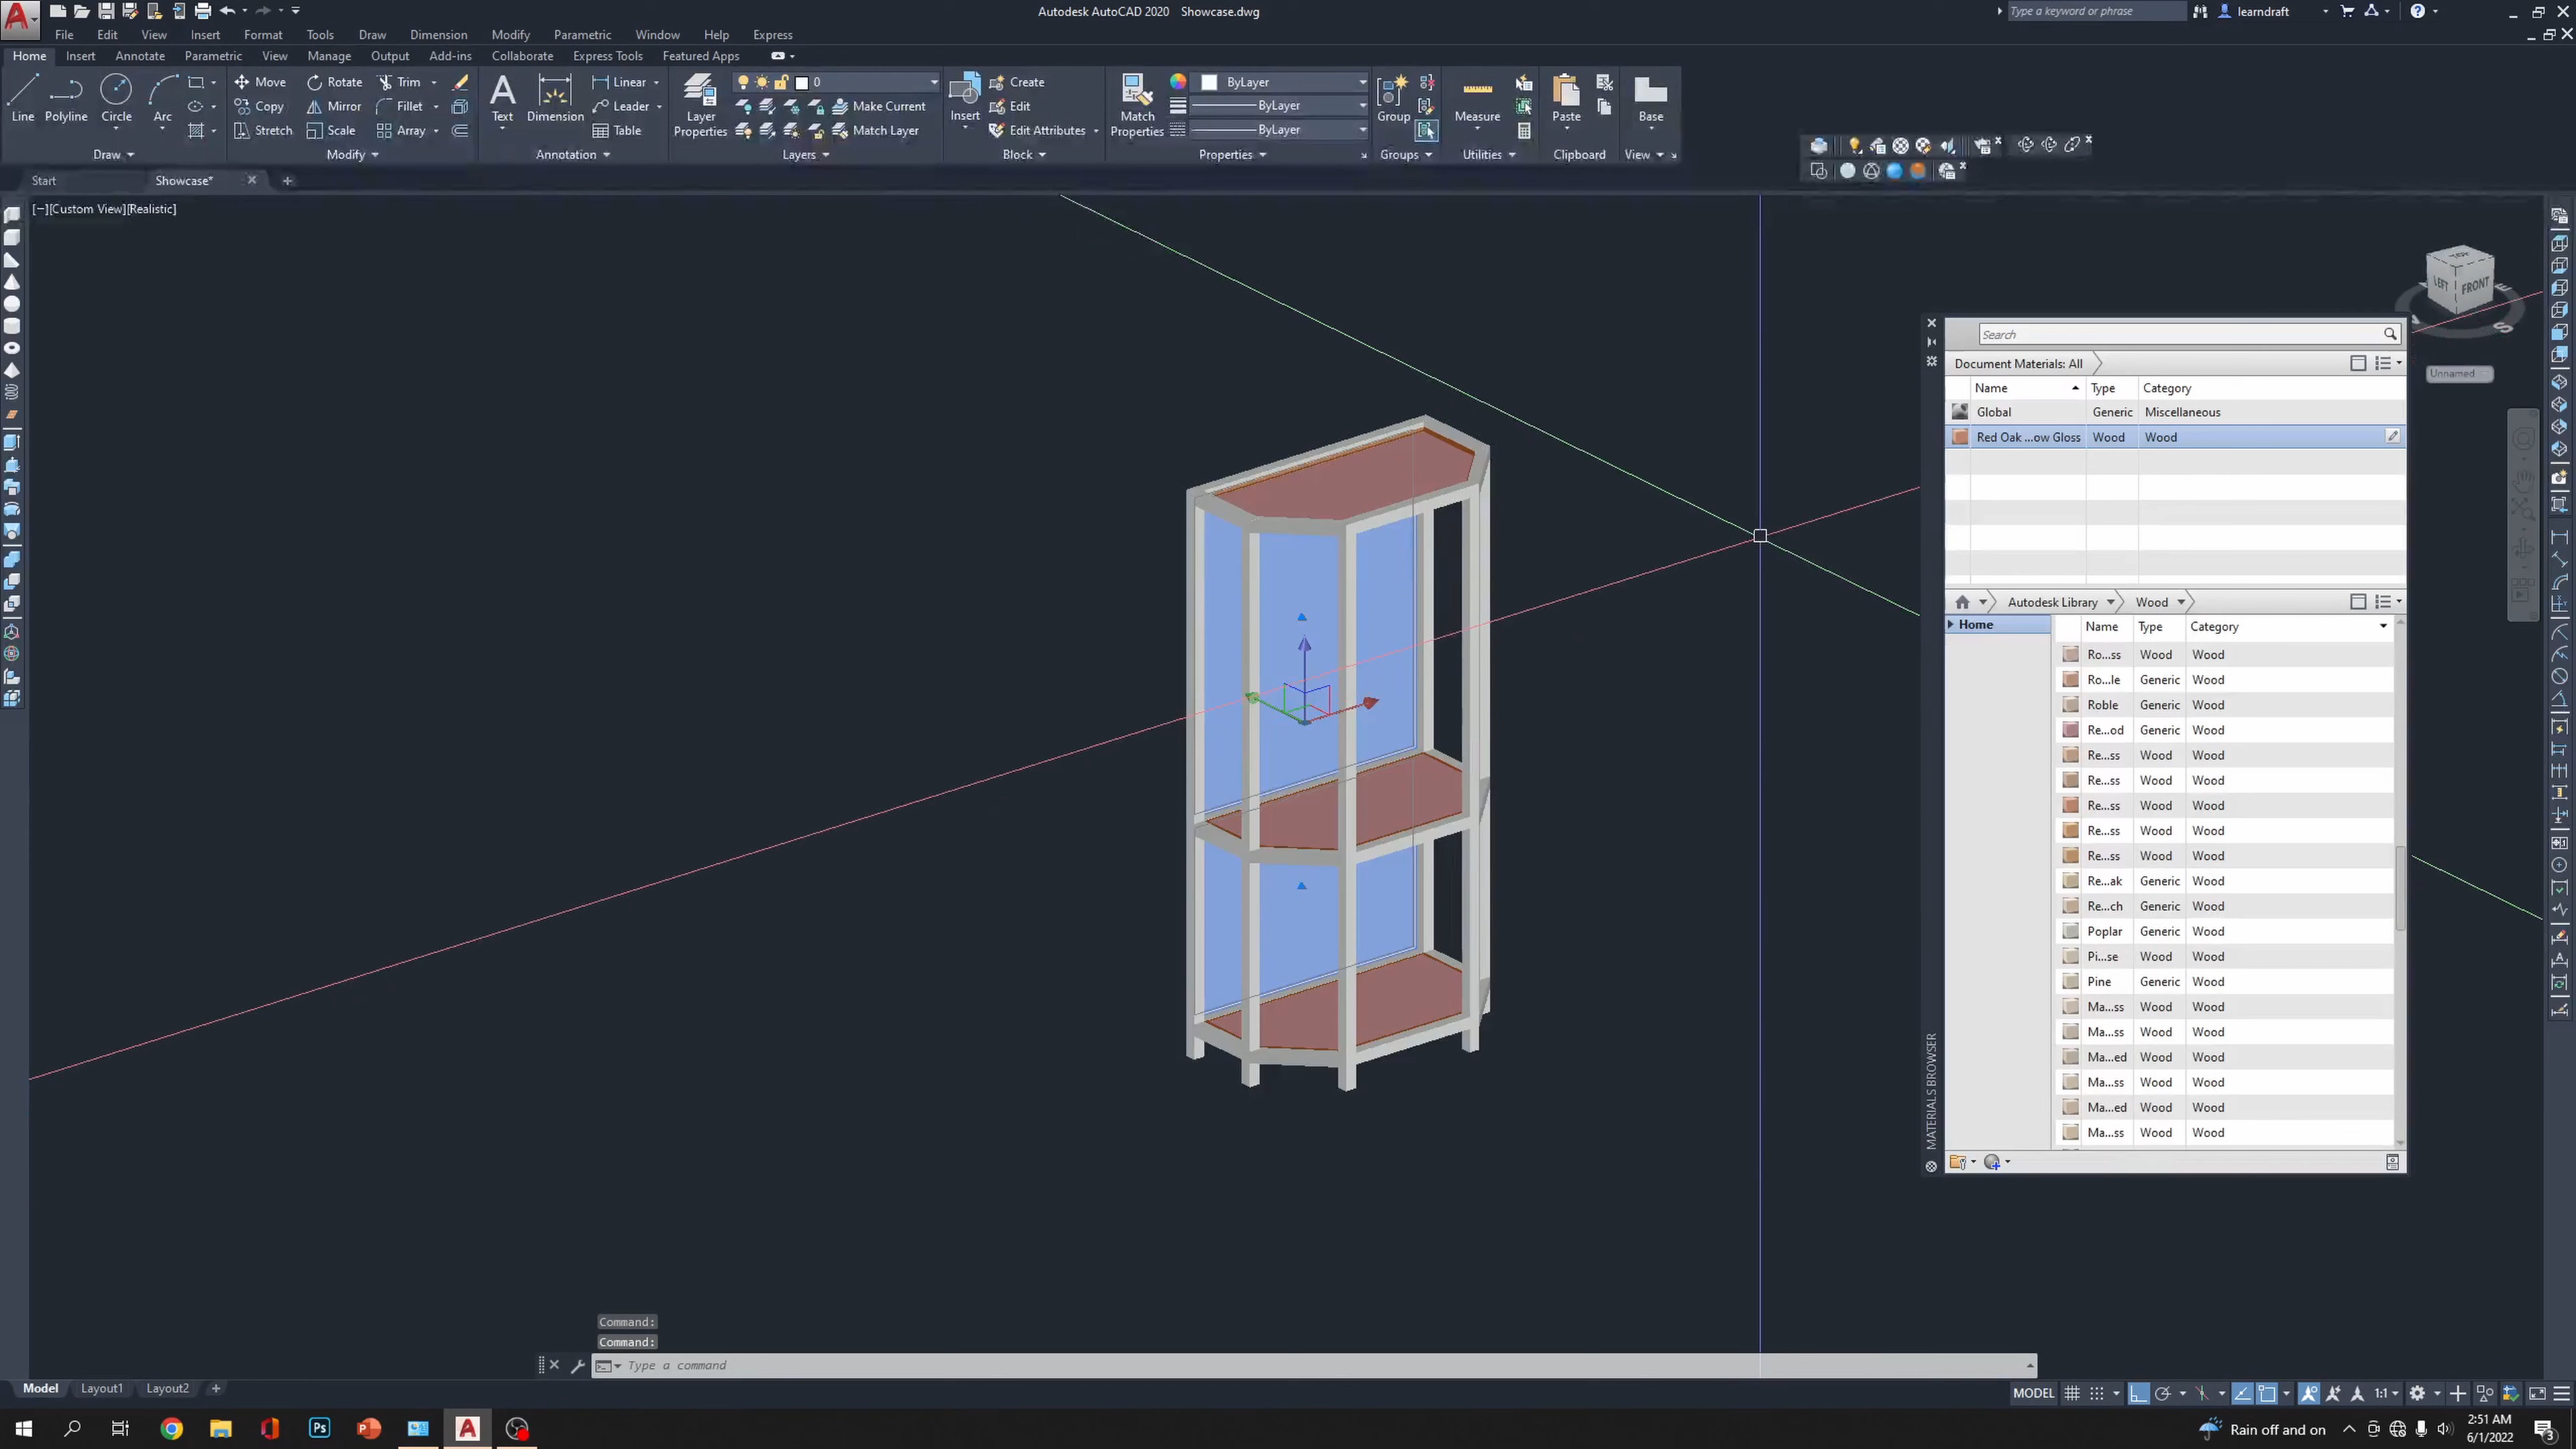 Autodesk AutoCAD 2020 Showcase.dwg
Type a keyword or phrase
learndraft
File Edit View Insert Format Tools Draw Dimension Modify Parametric Window Help Express
Home Insert Annotate Parametric View Manage Output Add-ins Collaborate Express Tools Featured Apps
Line Polyline Circle Arc
Draw
Move Rotate Trim
Copy Mirror Fillet
Stretch Scale Array
Modify
Text Dimension
Linear
Leader
Table
Annotation
Layer Properties
0
Make Current
Match Layer
Layers
Insert
Create
Edit
Edit Attributes
Block
Match Properties
ByLayer
ByLayer
ByLayer
Properties
Group
Groups
Measure
Utilities
Paste
Clipboard
Base
View
Start Showcase*
[−][Custom View][Realistic]
TOP
LEFT FRONT
S
Unnamed
Search
Document Materials: All
Name Type Category
Global Generic Miscellaneous
Red Oak ...ow Gloss Wood Wood
Autodesk Library Wood
Home
Name Type Category
Ro...ss Wood Wood
Ro...le Generic Wood
Roble Generic Wood
Re...od Generic Wood
Re...ss Wood Wood
Re...ss Wood Wood
Re...ss Wood Wood
Re...ss Wood Wood
Re...ss Wood Wood
Re...ak Generic Wood
Re...ch Generic Wood
Poplar Generic Wood
Pi...se Wood Wood
Pine Generic Wood
Ma...ss Wood Wood
Ma...ss Wood Wood
Ma...ed Wood Wood
Ma...ss Wood Wood
Ma...ed Wood Wood
Ma...ss Wood Wood
MATERIALS BROWSER
Command:
Command:
Type a command
Model Layout1 Layout2
MODEL 1:1
Ps
Rain off and on
2:51 AM
6/1/2022
3